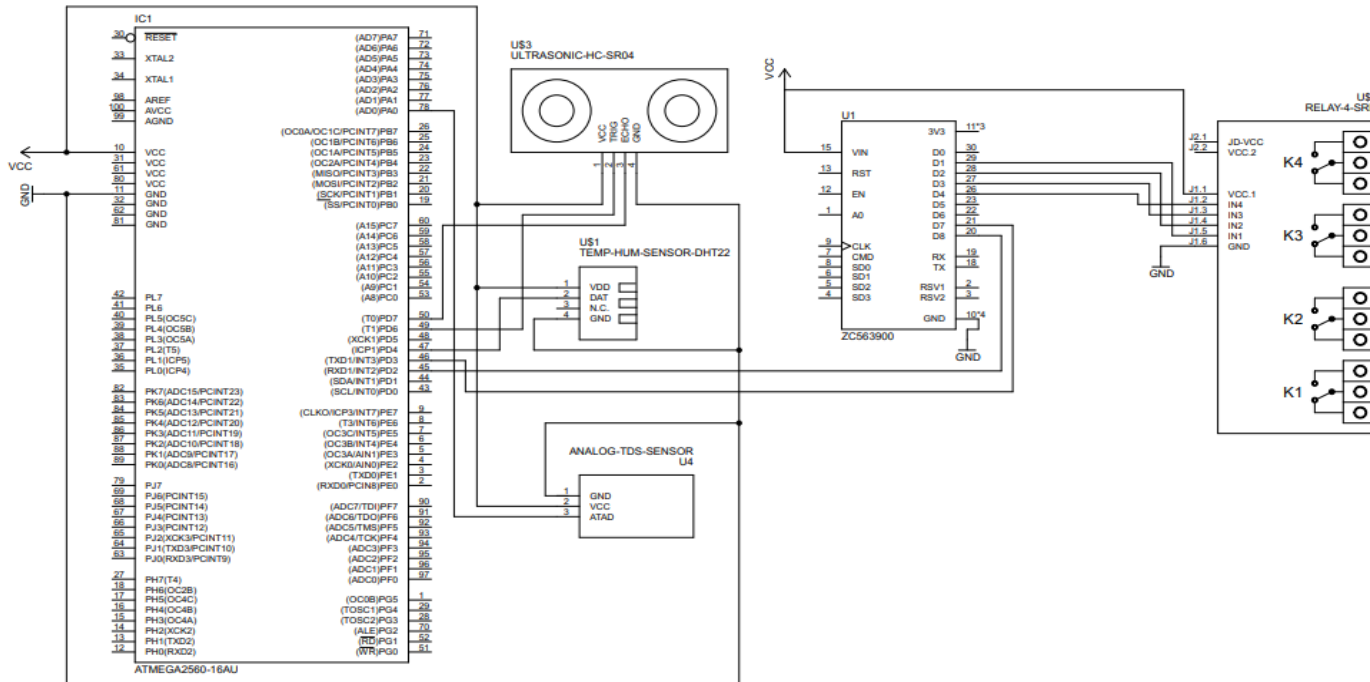 IC1
30 RESET
33 XTAL2
34 XTAL1
98 AREF
100 AVCC
99 AGND
10 VCC
31 VCC
61 VCC
80 VCC
11 GND
32 GND
62 GND
81 GND
42 PL7
41 PL6
40 PL5(OC5C)
39 PL4(OC5B)
38 PL3(OC5A)
37 PL2(T5)
36 PL1(ICP5)
35 PL0(ICP4)
82 PK7(ADC15/PCINT23)
83 PK6(ADC14/PCINT22)
84 PK5(ADC13/PCINT21)
85 PK4(ADC12/PCINT20)
86 PK3(ADC11/PCINT19)
87 PK2(ADC10/PCINT18)
88 PK1(ADC9/PCINT17)
89 PK0(ADC8/PCINT16)
79 PJ7
69 PJ6(PCINT15)
68 PJ5(PCINT14)
67 PJ4(PCINT13)
66 PJ3(PCINT12)
65 PJ2(XCK3/PCINT11)
64 PJ1(TXD3/PCINT10)
63 PJ0(RXD3/PCINT9)
27 PH7(T4)
18 PH6(OC2B)
17 PH5(OC4C)
16 PH4(OC4B)
15 PH3(OC4A)
14 PH2(XCK2)
13 PH1(TXD2)
12 PH0(RXD2)
(AD7)PA7 71
(AD6)PA6 72
(AD5)PA5 73
(AD4)PA4 74
(AD3)PA3 75
(AD2)PA2 76
(AD1)PA1 77
(AD0)PA0 78
(OC0A/OC1C/PCINT7)PB7 26
(OC1B/PCINT6)PB6 25
(OC1A/PCINT5)PB5 24
(OC2A/PCINT4)PB4 23
(MISO/PCINT3)PB3 22
(MOSI/PCINT2)PB2 21
(SCK/PCINT1)PB1 20
(SS/PCINT0)PB0 19
(A15)PC7 60
(A14)PC6 59
(A13)PC5 58
(A12)PC4 57
(A11)PC3 56
(A10)PC2 55
(A9)PC1 54
(A8)PC0 53
(T0)PD7 50
(T1)PD6 49
(XCK1)PD5 48
(ICP1)PD4 47
(TXD1/INT3)PD3 46
(RXD1/INT2)PD2 45
(SDA/INT1)PD1 44
(SCL/INT0)PD0 43
(CLKO/ICP3/INT7)PE7 9
(T3/INT6)PE6 8
(OC3C/INT5)PE5 7
(OC3B/INT4)PE4 6
(OC3A/AIN1)PE3 5
(XCK0/AIN0)PE2 4
(TXD0)PE1 3
(RXD0/PCIN8)PE0 2
(ADC7/TDI)PF7 90
(ADC6/TDO)PF6 91
(ADC5/TMS)PF5 92
(ADC4/TCK)PF4 93
(ADC3)PF3 94
(ADC2)PF2 95
(ADC1)PF1 96
(ADC0)PF0 97
(OC0B)PG5 1
(TOSC1)PG4 29
(TOSC2)PG3 28
(ALE)PG2 70
(RD)PG1 52
(WR)PG0 51
ATMEGA2560-16AU
VCC
GND
U$3
ULTRASONIC-HC-SR04
VCC
TRIG
ECHO
GND
1 2 3 4
U$1
TEMP-HUM-SENSOR-DHT22
1 VDD
2 DAT
3 N.C.
4 GND
ANALOG-TDS-SENSOR
U4
1 GND
2 VCC
3 ATAD
VCC
U1
15 VIN
13 RST
12 EN
1 A0
9 CLK
7 CMD
8 SD0
6 SD1
5 SD2
4 SD3
3V3 11*3
D0 30
D1 29
D2 28
D3 27
D4 26
D5 23
D6 22
D7 21
D8 20
RX 19
TX 18
RSV1 2
RSV2 3
GND 10*4
ZC563900
GND
GND
U$
RELAY-4-SR
J2.1 JD-VCC
J2.2 VCC.2
J1.1 VCC.1
J1.2 IN4
J1.3 IN3
J1.4 IN2
J1.5 IN1
J1.6 GND
K4
K3
K2
K1